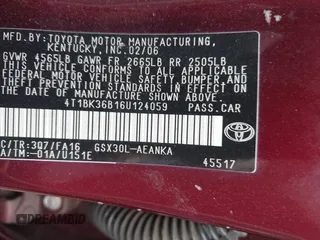 MFD. BY:TOYOTA MOTOR MANUFACTURING,
KENTUCKY,INC. 02/06
GVWR 4565LB GAWR FR 2665LB RR 2505LB
THIS VEHICLE CONFORMS TO ALL APPLICABLE
FEDERAL MOTOR VEHICLE SAFETY, BUMPER, AND
THEFT PREVENTION STANDARDS IN EFFECT ON
THE DATE OF MANUFACTURE SHOWN ABOVE.
4T1BK36B16U124059 PASS.CAR
C/TR:3Q7/FA16 GSX30L-AEANKA
A/TM:-01A/U151E
45517
TOYOTA